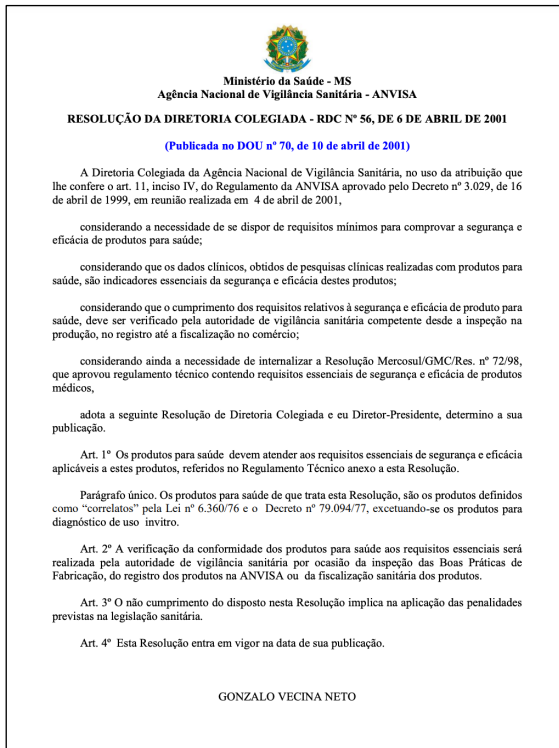 Ministério da Saúde - MS
Agência Nacional de Vigilância Sanitária - ANVISA
RESOLUÇÃO DA DIRETORIA COLEGIADA - RDC Nº 56, DE 6 DE ABRIL DE 2001
(Publicada no DOU nº 70, de 10 de abril de 2001)
A Diretoria Colegiada da Agência Nacional de Vigilância Sanitária, no uso da atribuição que
lhe confere o art. 11, inciso IV, do Regulamento da ANVISA aprovado pelo Decreto nº 3.029, de 16
de abril de 1999, em reunião realizada em 4 de abril de 2001,
considerando a necessidade de se dispor de requisitos mínimos para comprovar a segurança e
eficácia de produtos para saúde;
considerando que os dados clínicos, obtidos de pesquisas clínicas realizadas com produtos para
saúde, são indicadores essenciais da segurança e eficácia destes produtos;
considerando que o cumprimento dos requisitos relativos à segurança e eficácia de produto para
saúde, deve ser verificado pela autoridade de vigilância sanitária competente desde a inspeção na
produção, no registro até a fiscalização no comércio;
considerando ainda a necessidade de internalizar a Resolução Mercosul/GMC/Res. nº 72/98,
que aprovou regulamento técnico contendo requisitos essenciais de segurança e eficácia de produtos
médicos,
adota a seguinte Resolução de Diretoria Colegiada e eu Diretor-Presidente, determino a sua
publicação.
Art. 1º Os produtos para saúde devem atender aos requisitos essenciais de segurança e eficácia
aplicáveis a estes produtos, referidos no Regulamento Técnico anexo a esta Resolução.
Parágrafo único. Os produtos para saúde de que trata esta Resolução, são os produtos definidos
como “correlatos” pela Lei nº 6.360/76 e o Decreto nº 79.094/77, excetuando-se os produtos para
diagnóstico de uso invitro.
Art. 2º A verificação da conformidade dos produtos para saúde aos requisitos essenciais será
realizada pela autoridade de vigilância sanitária por ocasião da inspeção das Boas Práticas de
Fabricação, do registro dos produtos na ANVISA ou da fiscalização sanitária dos produtos.
Art. 3º O não cumprimento do disposto nesta Resolução implica na aplicação das penalidades
previstas na legislação sanitária.
Art. 4º Esta Resolução entra em vigor na data de sua publicação.
GONZALO VECINA NETO